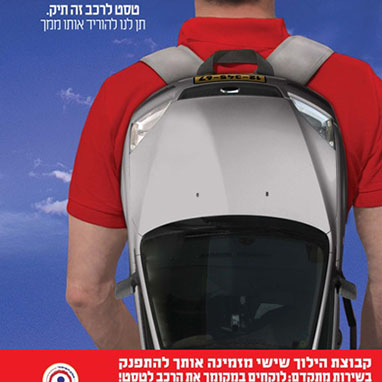 טסט לרכב זה תיק.
תן לנו להוריד אותו ממך
קבוצת הילוך שישי מזמינה אותך להתפנק
בשירות מתקדם: לוקחים במקומך את הרכב לטסט!